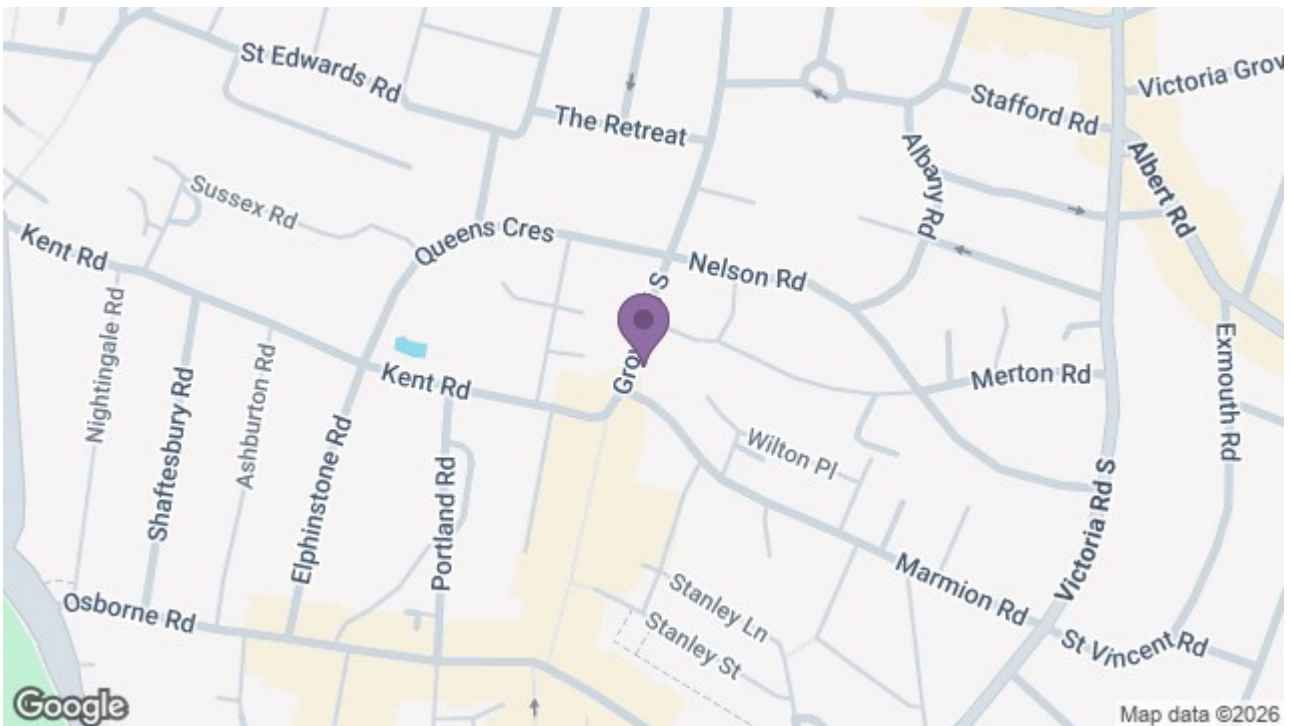 St Edwards Rd
The Retreat
Stafford Rd
Victoria Grov
Albert Rd
Albany Rd
Sussex Rd
Queens Cres
Kent Rd
Nelson Rd
Gro
S
Nightingale Rd
Shaftesbury Rd
Ashburton Rd
Elphinstone Rd
Kent Rd
Portland Rd
Merton Rd
Exmouth Rd
Wilton Pl
Victoria Rd S
Marmion Rd
Osborne Rd
Stanley Ln
Stanley St
St Vincent Rd
Google
Map data ©2026